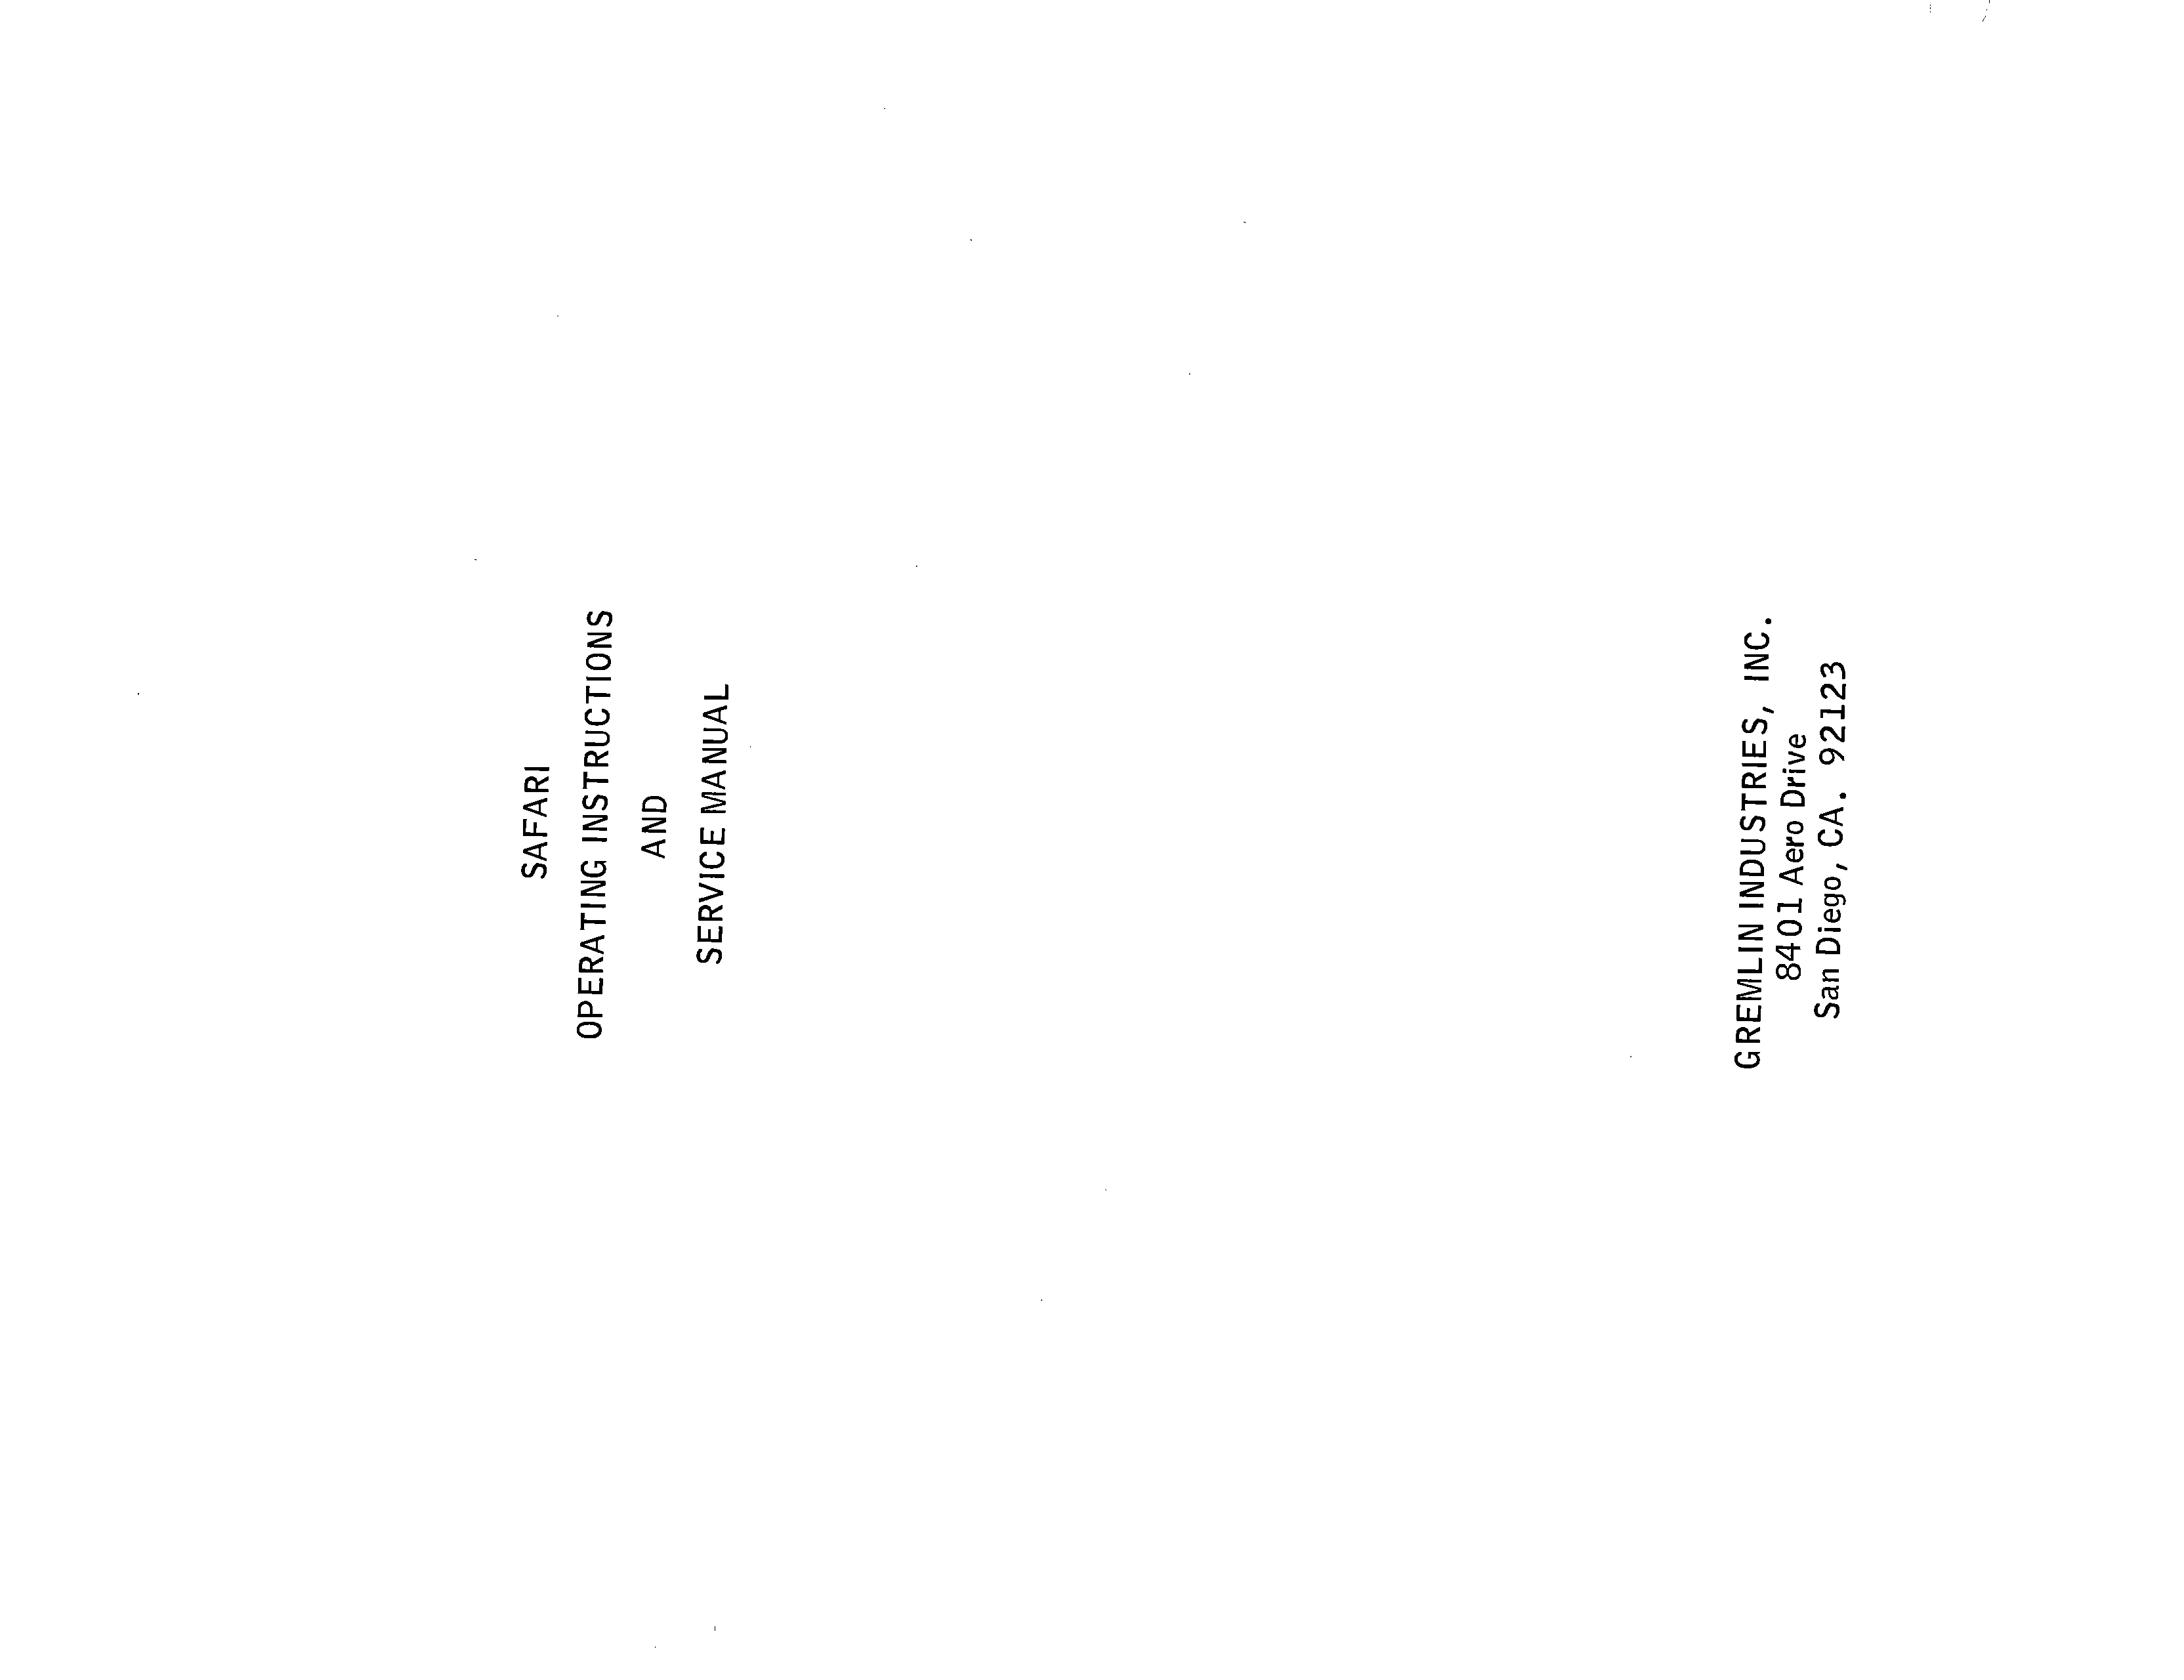 SAFARI
OPERATING INSTRUCTIONS
AND
SERVICE MANUAL
GREMLIN INDUSTRIES, INC.
8401 Aero Drive
San Diego, CA. 92123